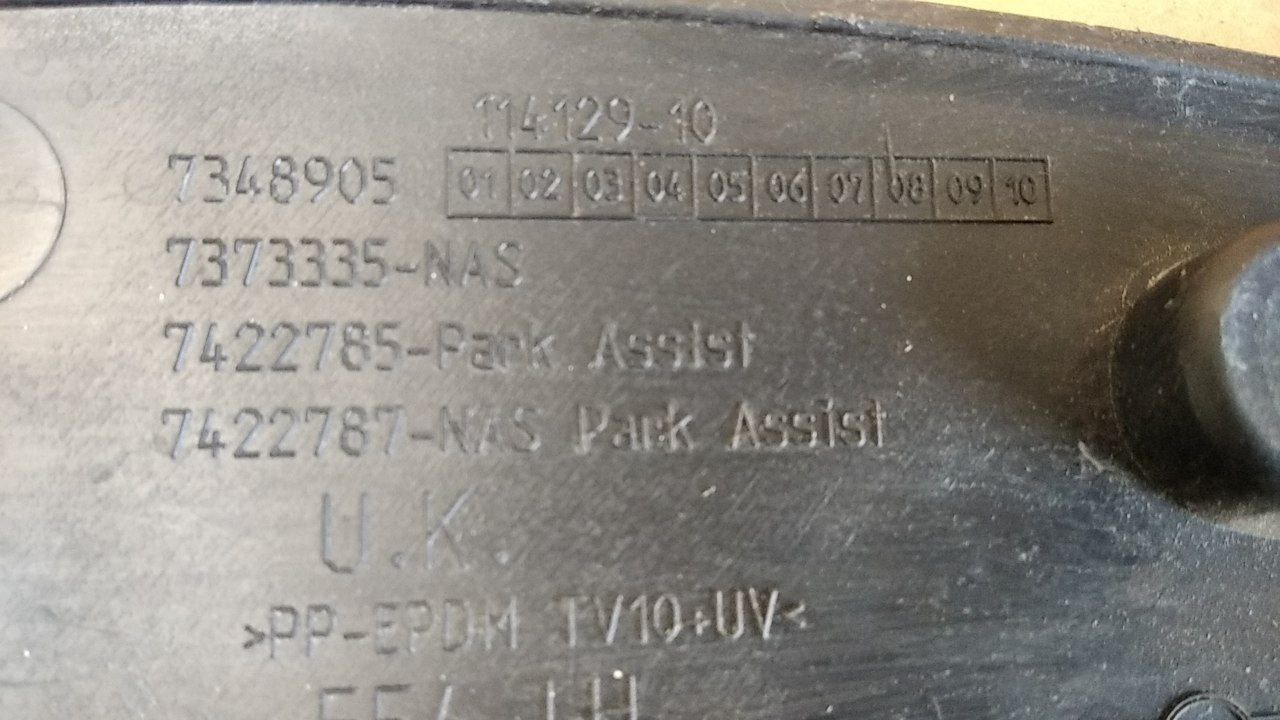 114129-10
7348905 01 02 03 04 05 06 07 08 09 10
7373335-NAS
7422785-Park Assist
7422787-NAS Park Assist
U.K.
>PP-EPDM TV10+UV<
LH